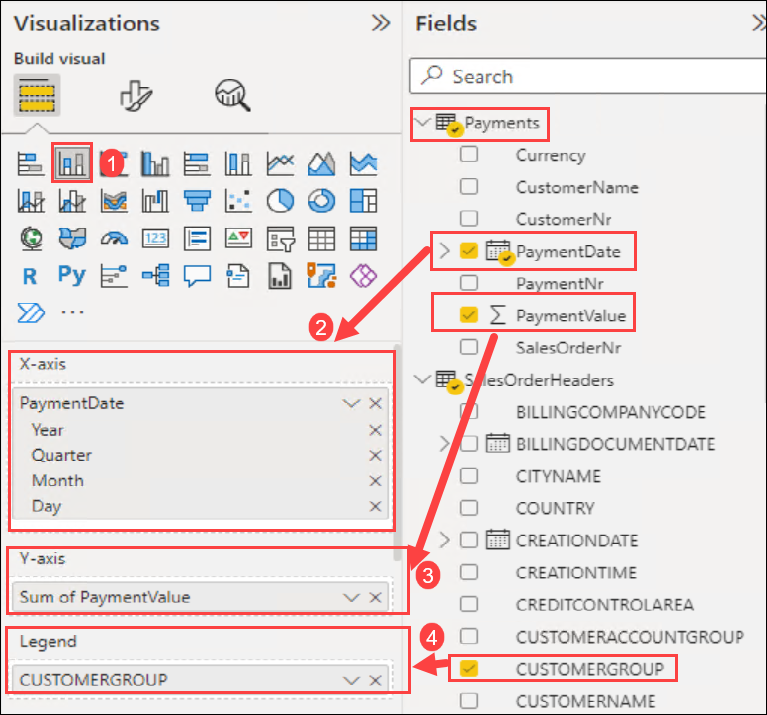 Visualizations
Build visual
1
123
R Py
...
2
X-axis
PaymentDate
Year
Quarter
Month
Day
Y-axis
3
Sum of PaymentValue
Legend
4
CUSTOMERGROUP
Fields
Search
Payments
Currency
CustomerName
CustomerNr
PaymentDate
PaymentNr
∑ PaymentValue
SalesOrderNr
SalesOrderHeaders
BILLINGCOMPANYCODE
BILLINGDOCUMENTDATE
CITYNAME
COUNTRY
CREATIONDATE
CREATIONTIME
CREDITCONTROLAREA
CUSTOMERACCOUNTGROUP
CUSTOMERGROUP
CUSTOMERNAME